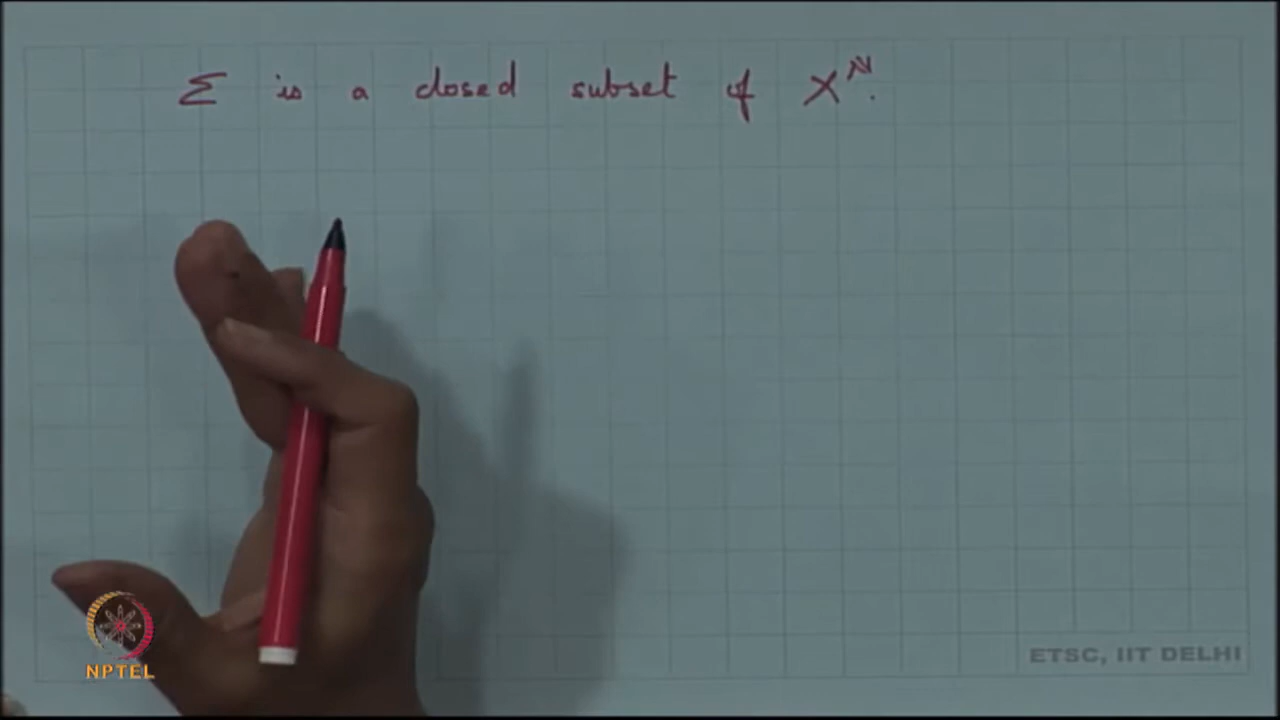 Σ is a closed subset of X^ℕ.
NPTEL
ETSC, IIT DELHI